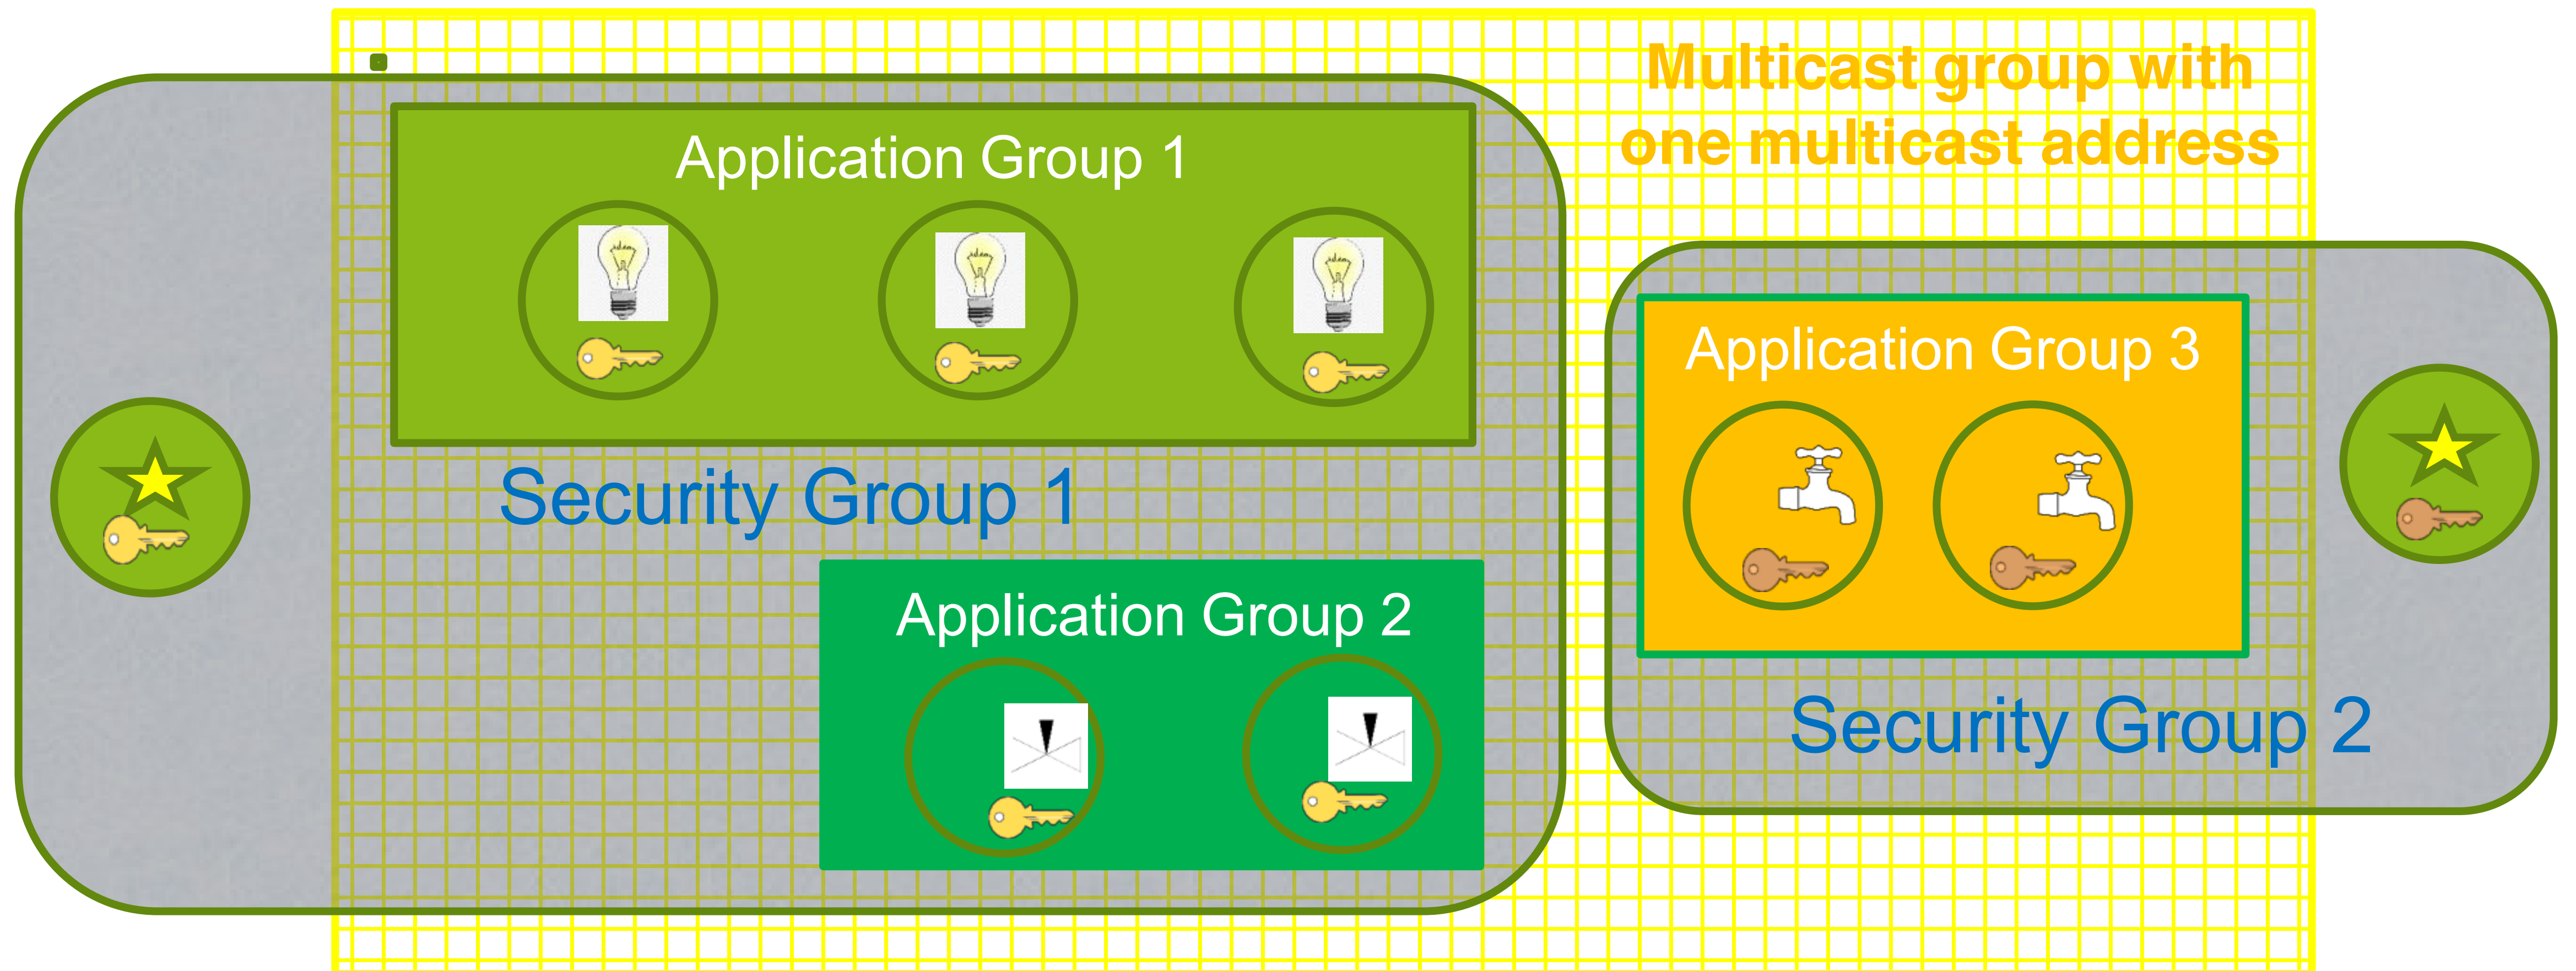 Multicast group with
one multicast address
Application Group 1
Security Group 1
Application Group 2
Application Group 3
Security Group 2